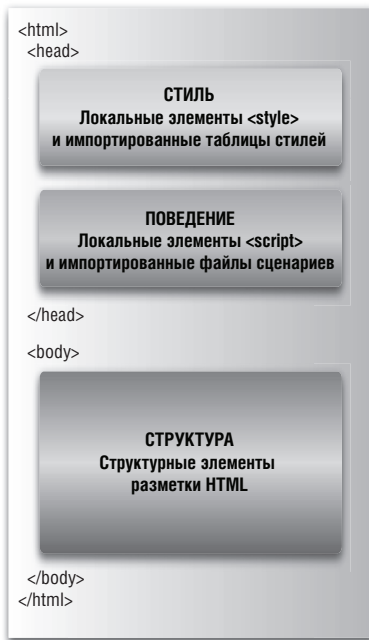 <html>
<head>
СТИЛЬ
Локальные элементы <style>
и импортированные таблицы стилей
ПОВЕДЕНИЕ
Локальные элементы <script>
и импортированные файлы сценариев
</head>
<body>
СТРУКТУРА
Структурные элементы
разметки HTML
</body>
</html>